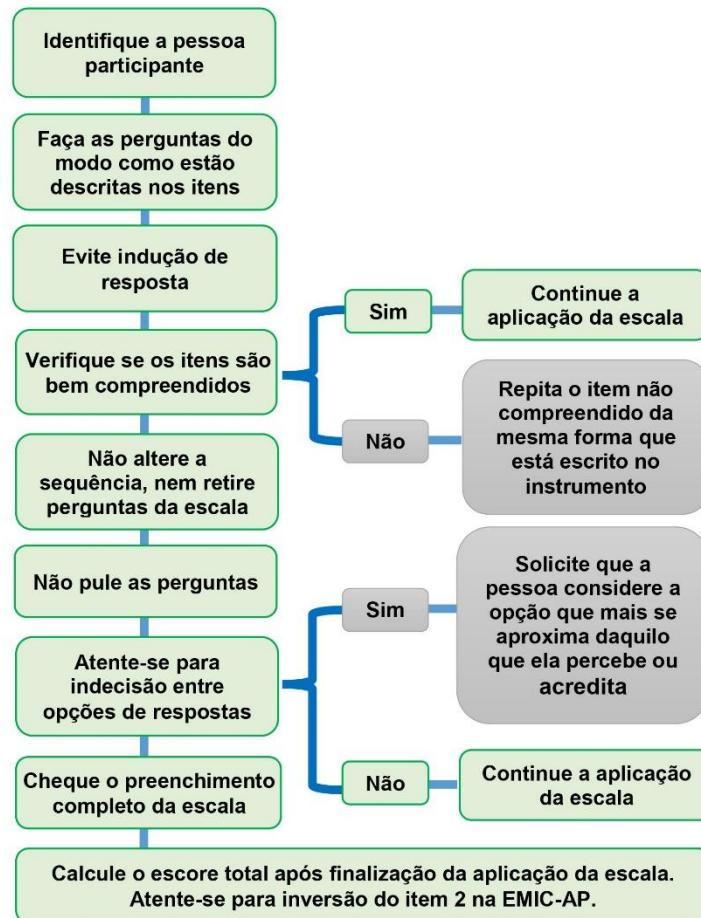 Identifique a pessoa
participante
Faça as perguntas do
modo como estão
descritas nos itens
Evite indução de
resposta
Verifique se os itens são
bem compreendidos
Sim
Continue a
aplicação da escala
Não
Repita o item não
compreendido da
mesma forma que
está escrito no
instrumento
Não altere a
sequência, nem retire
perguntas da escala
Não pule as perguntas
Atente-se para
indecisão entre
opções de respostas
Sim
Solicite que a
pessoa considere a
opção que mais se
aproxima daquilo
que ela percebe ou
acredita
Não
Continue a aplicação
da escala
Cheque o preenchimento
completo da escala
Calcule o escore total após finalização da aplicação da escala.
Atente-se para inversão do item 2 na EMIC-AP.